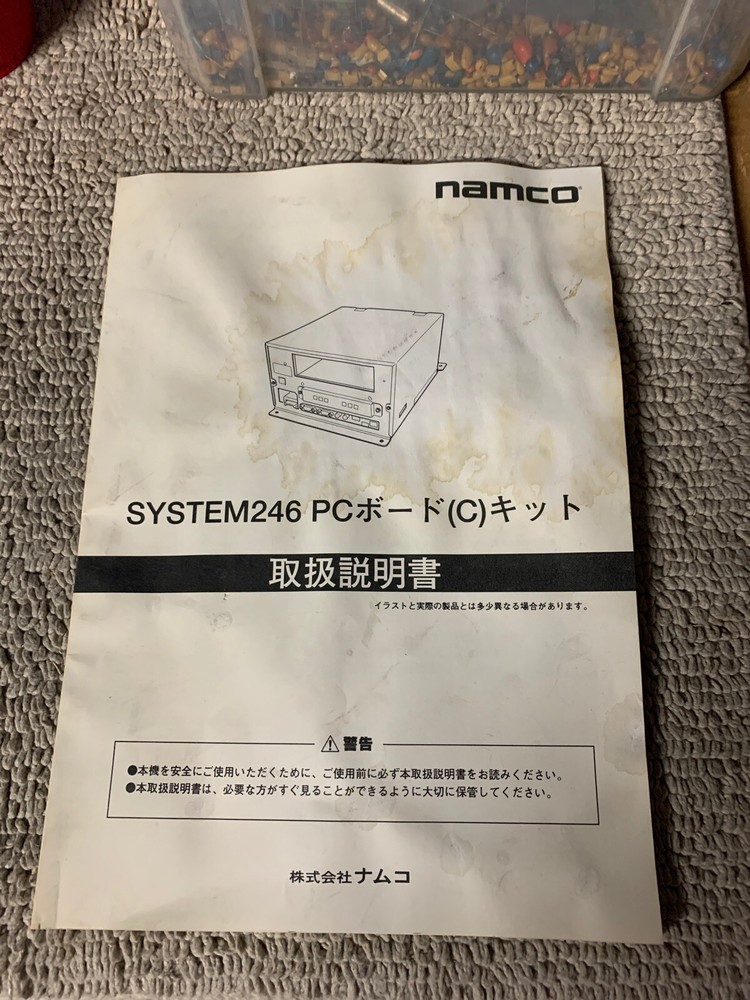 namco
SYSTEM246 PCボード(C)キット
取扱説明書
イラストと実際の製品とは多少異なる場合があります。
警告
●本機を安全にご使用いただくために、ご使用前に必ず本取扱説明書をお読みください。
●本取扱説明書は、必要な方がすぐ見ることができるように大切に保管してください。
株式会社ナムコ